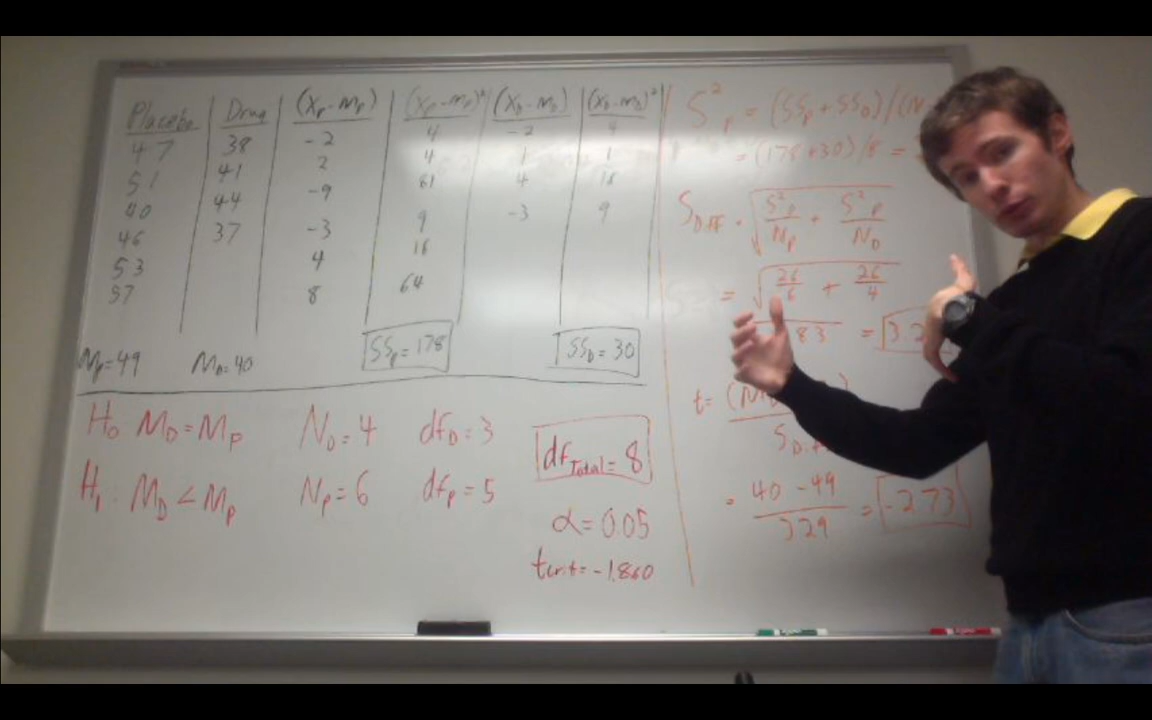 Placebo Drug (Xp-Mp) (Xp-mp)² (XD-MD) (XD-mD)²
47 38 -2 4 -2 4
51 41 2 4 1 1
40 44 -9 81 4 16
46 37 -3 9 -3 9
53 4 16
57 8 64
SSp=178 SSD=30
Mp=49 MD=40
H0 MD=Mp ND=4 dfD=3
dfTotal=8
H1: MD<Mp Np=6 dfp=5
α=0.05
tcrit=-1.860
S²p = (SSp+SSD)/(N
=(178+30)/8 =
SDiff = √ S²p/Np + S²p/ND
= √ 26/6 + 26/4
83 = 3.2
t= (M
SDiff
= 40-49/3.29 = -2.73